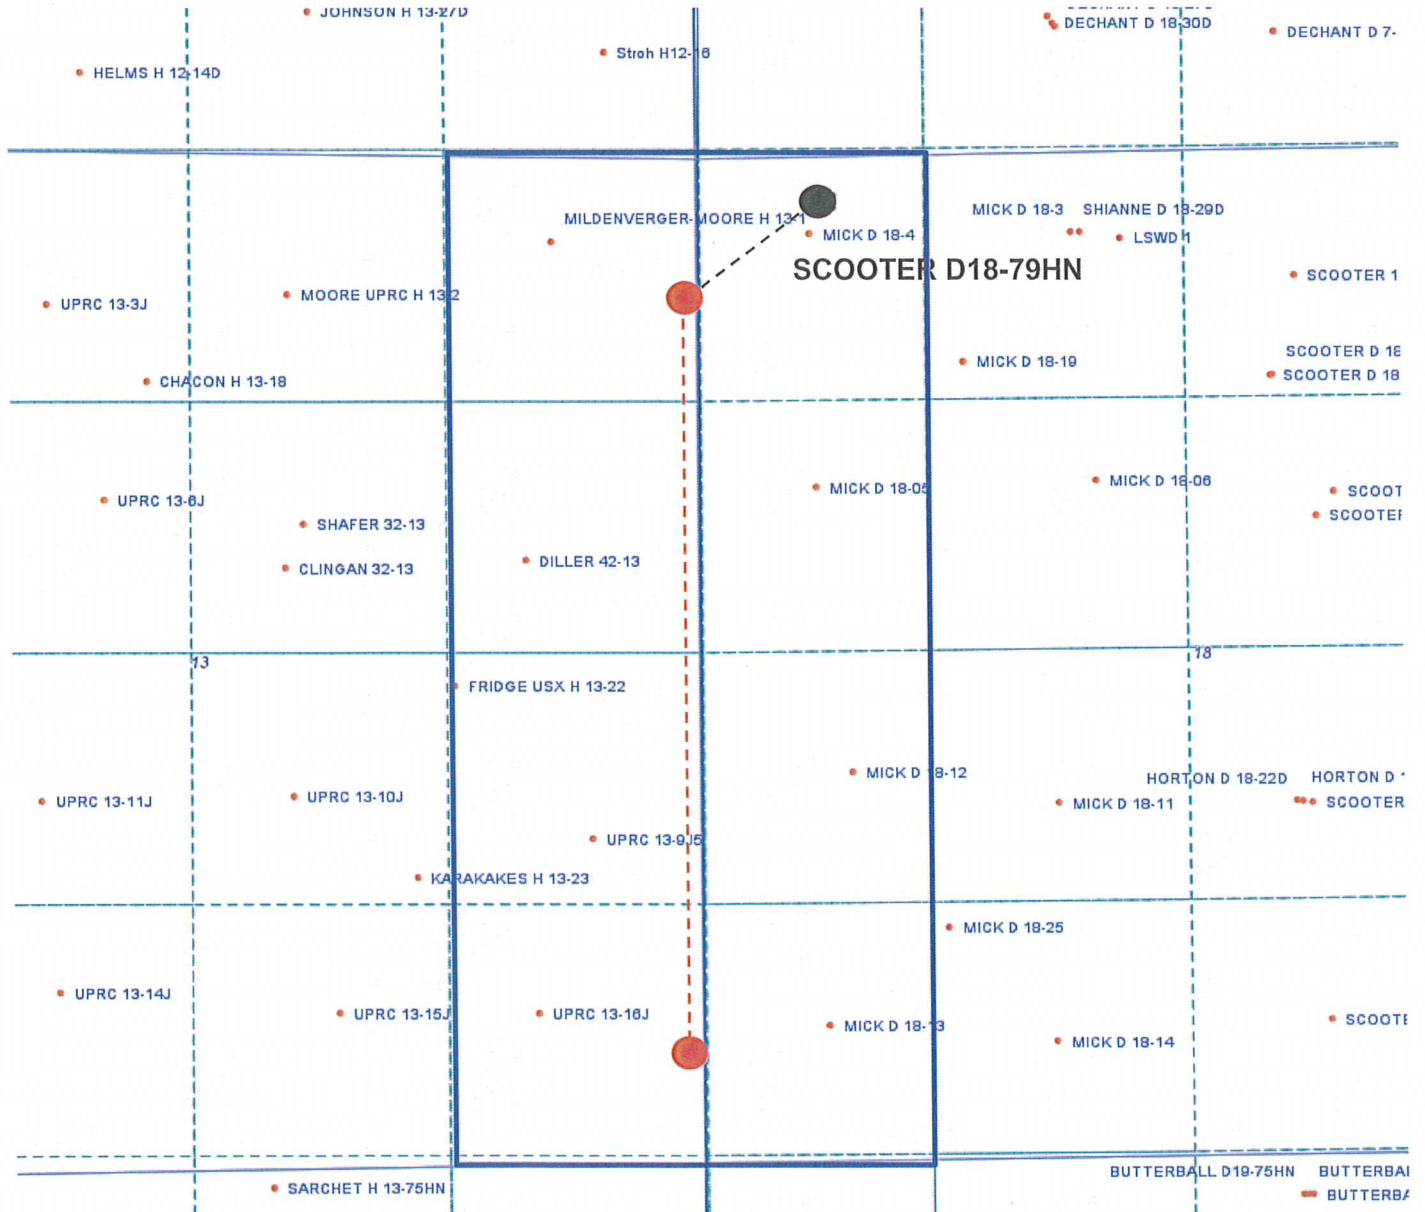 JOHNSON H 13-27D
DECHANT D 18-30D
DECHANT D 7-
Stroh H12-16
HELMS H 12-14D
MILDENVERGER-MOORE H 13-1
MICK D 18-3
SHIANNE D 18-29D
MICK D 18-4
LSWD 1
SCOOTER D18-79HN
SCOOTER 1
UPRC 13-3J
MOORE UPRC H 13-2
SCOOTER D 18
MICK D 18-19
SCOOTER D 18
CHACON H 13-18
UPRC 13-6J
MICK D 18-05
MICK D 18-06
SCOOT
SHAFER 32-13
SCOOTER
DILLER 42-13
CLINGAN 32-13
13
18
FRIDGE USX H 13-22
MICK D 18-12
HORTON D 18-22D
HORTON D
UPRC 13-11J
UPRC 13-10J
MICK D 18-11
SCOOTER
UPRC 13-9J5
KARAKAKES H 13-23
MICK D 18-25
UPRC 13-14J
UPRC 13-15J
UPRC 13-16J
MICK D 18-13
SCOOTE
MICK D 18-14
BUTTERBALL D19-75HN
BUTTERBAL
SARCHET H 13-75HN
BUTTERBA